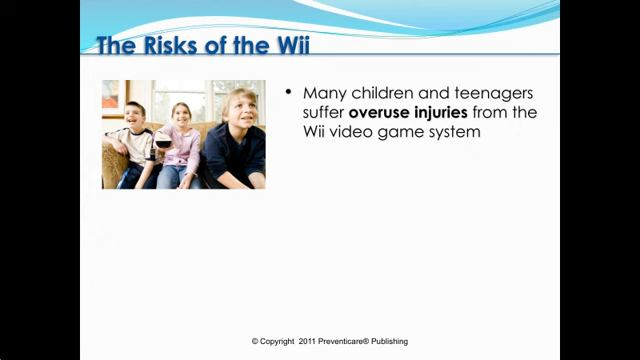 The Risks of the Wii
• Many children and teenagers
suffer overuse injuries from the
Wii video game system
© Copyright 2011 Preventicare® Publishing